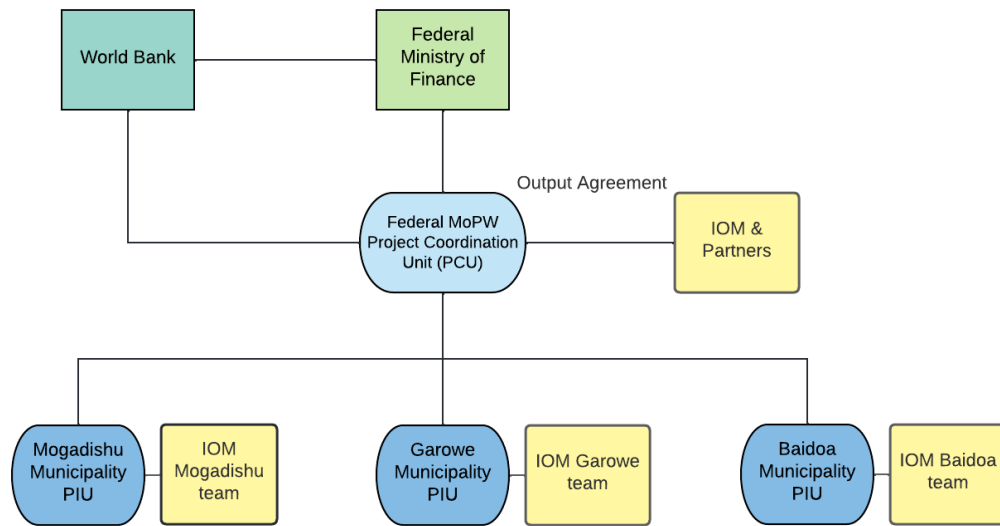 World Bank
Federal
Ministry of
Finance
Output Agreement
Federal MoPW
Project Coordination
Unit (PCU)
IOM &
Partners
Mogadishu
Municipality
PIU
IOM
Mogadishu
team
Garowe
Municipality
PIU
IOM Garowe
team
Baidoa
Municipality
PIU
IOM Baidoa
team